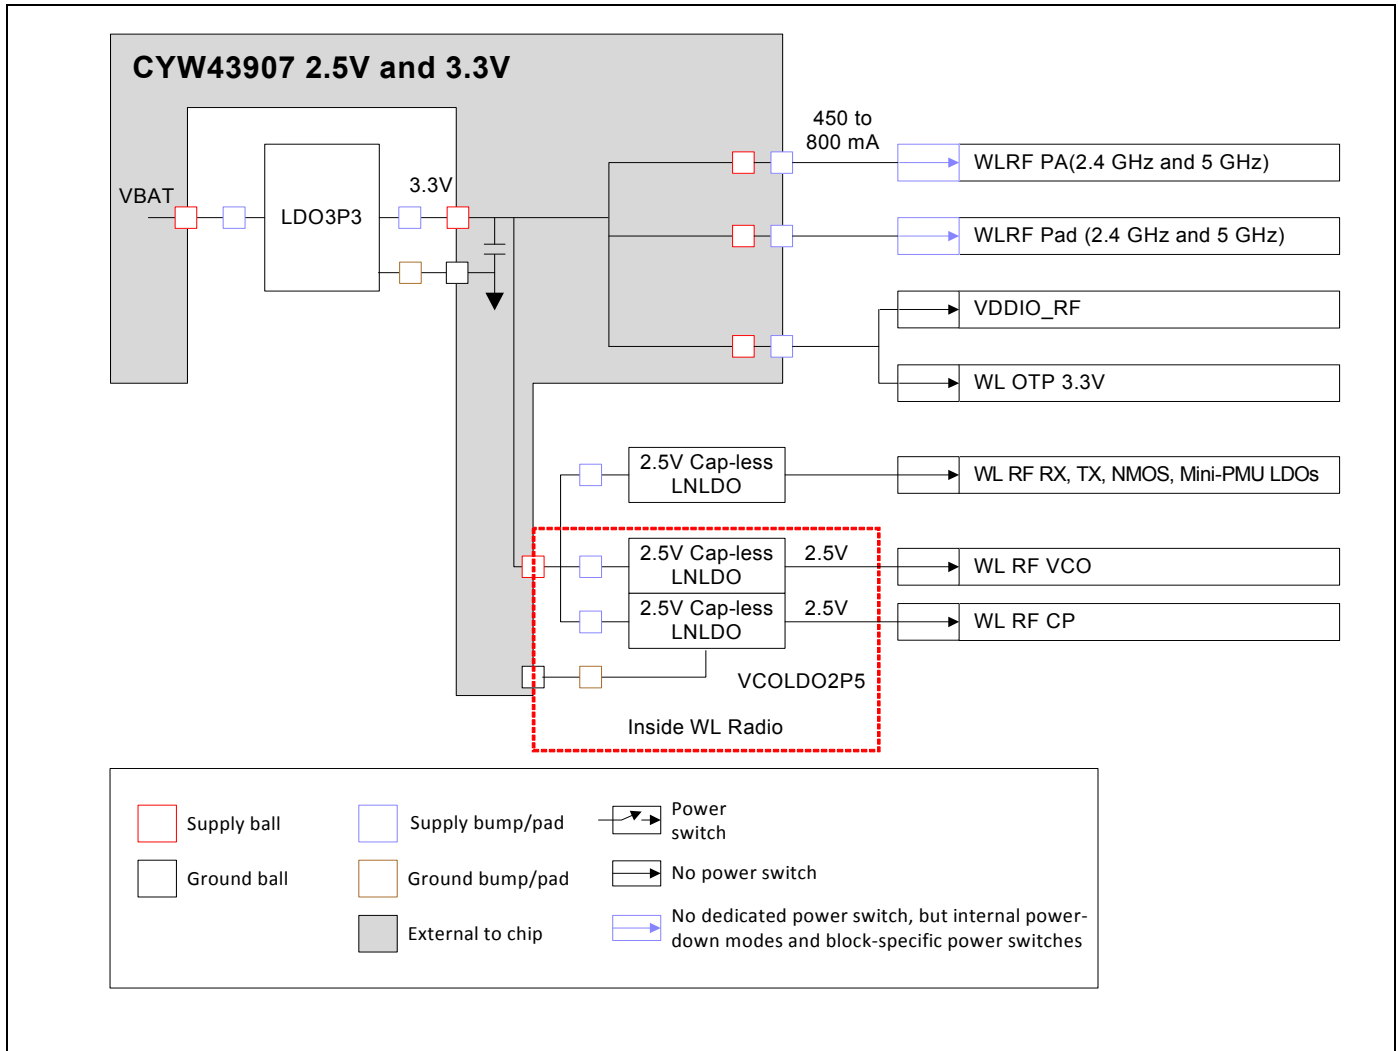 CYW43907 2.5V and 3.3V
450 to
800 mA
WLRF PA(2.4 GHz and 5 GHz)
VBAT
LDO3P3
3.3V
WLRF Pad (2.4 GHz and 5 GHz)
VDDIO_RF
WL OTP 3.3V
2.5V Cap-less
LNLDO
WL RF RX, TX, NMOS, Mini-PMU LDOs
2.5V Cap-less
LNLDO
2.5V
WL RF VCO
2.5V Cap-less
LNLDO
2.5V
WL RF CP
VCOLDO2P5
Inside WL Radio
Supply ball
Supply bump/pad
Power
switch
Ground ball
Ground bump/pad
No power switch
External to chip
No dedicated power switch, but internal power-
down modes and block-specific power switches